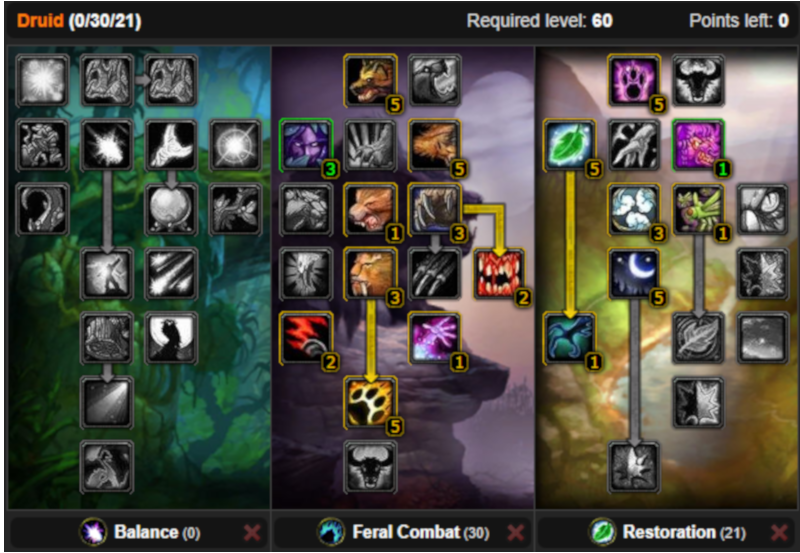 Druid (0/30/21) Required level: 60 Points left: 0
5 5
3 5 5 1
1 3 3 1
3 2 5
2 1 1
5
Balance (0) Feral Combat (30) Restoration (21)